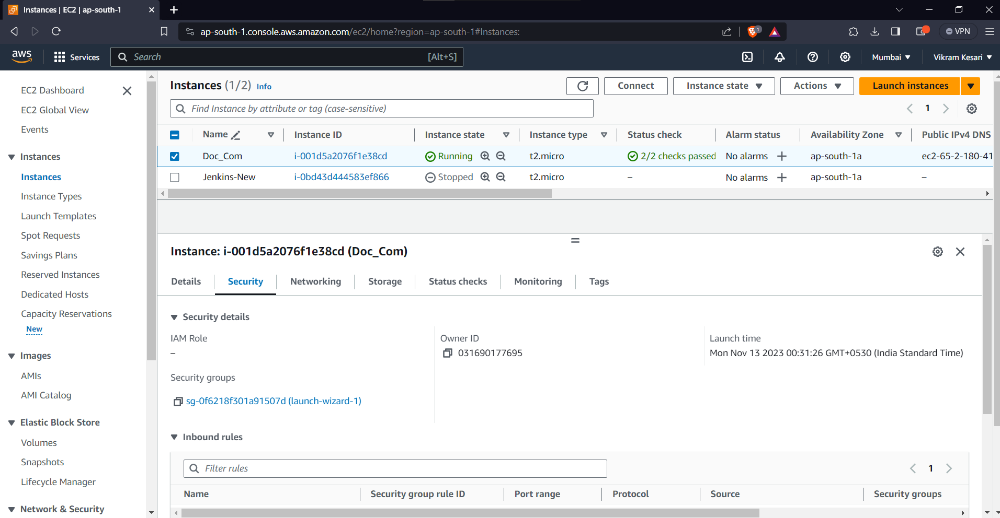 Instances | EC2 | ap-south-1
ap-south-1.console.aws.amazon.com/ec2/home?region=ap-south-1#Instances:
1
VPN
aws
Services
Search
[Alt+S]
Mumbai
Vikram Kesari
EC2 Dashboard
EC2 Global View
Events
Instances
Instances
Instance Types
Launch Templates
Spot Requests
Savings Plans
Reserved Instances
Dedicated Hosts
Capacity Reservations
New
Images
AMIs
AMI Catalog
Elastic Block Store
Volumes
Snapshots
Lifecycle Manager
Network & Security
Instances (1/2) Info
Connect
Instance state
Actions
Launch instances
Find Instance by attribute or tag (case-sensitive)
1
Name Instance ID Instance state Instance type Status check Alarm status Availability Zone Public IPv4 DNS
Doc_Com i-001d5a2076f1e38cd Running t2.micro 2/2 checks passed No alarms + ap-south-1a ec2-65-2-180-41
Jenkins-New i-0bd43d444583ef866 Stopped t2.micro – No alarms + ap-south-1a –
Instance: i-001d5a2076f1e38cd (Doc_Com)
Details Security Networking Storage Status checks Monitoring Tags
Security details
IAM Role
–
Owner ID
031690177695
Launch time
Mon Nov 13 2023 00:31:26 GMT+0530 (India Standard Time)
Security groups
sg-0f6218f301a91507d (launch-wizard-1)
Inbound rules
Filter rules
1
Name Security group rule ID Port range Protocol Source Security groups